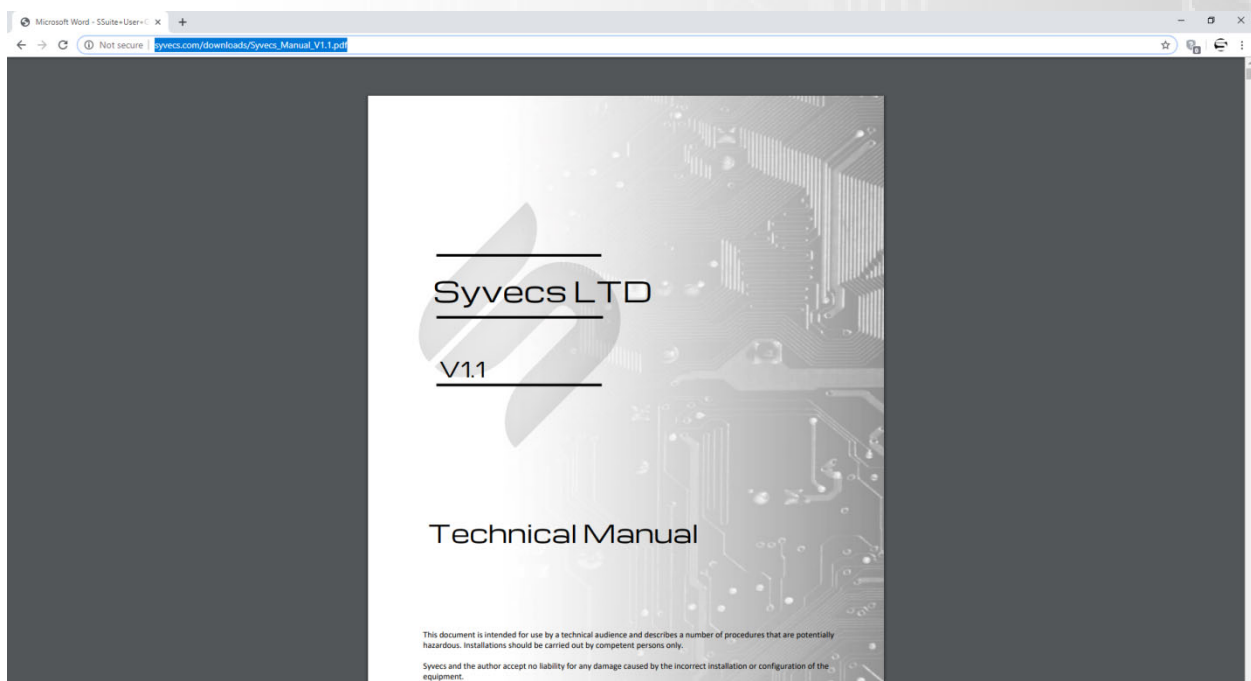 Microsoft Word - SSuite+User+G
Not secure | syvecs.com/downloads/Syvecs_Manual_V1.1.pdf
Syvecs LTD
V1.1
Technical Manual
This document is intended for use by a technical audience and describes a number of procedures that are potentially
hazardous. Installations should be carried out by competent persons only.
Syvecs and the author accept no liability for any damage caused by the incorrect installation or configuration of the
equipment.